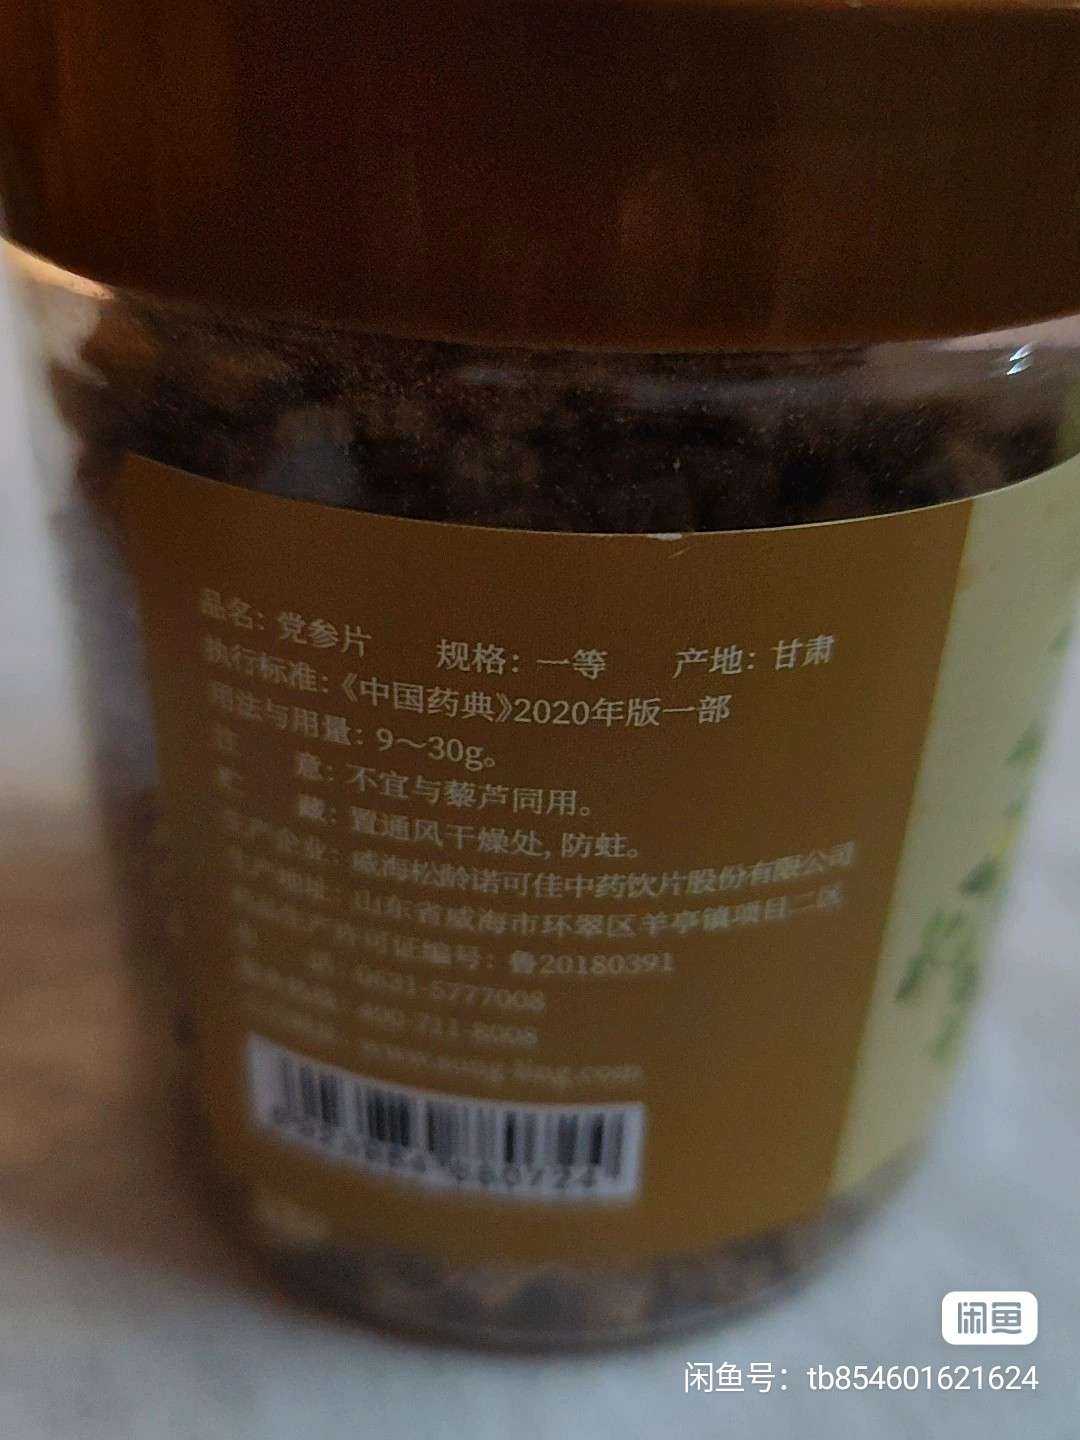 品名：党参片 规格：一等 产地：甘肃
执行标准：《中国药典》2020年版一部
用法与用量：9～30g。
注 意：不宜与藜芦同用。
贮 藏：置通风干燥处，防蛀。
生产企业：威海松龄诺可佳中药饮片股份有限公司
生产地址：山东省威海市环翠区羊亭镇项目二区
药品生产许可证编号：鲁20180391
0631-5777008
400-711-8008
闲鱼
闲鱼号：tb854601621624